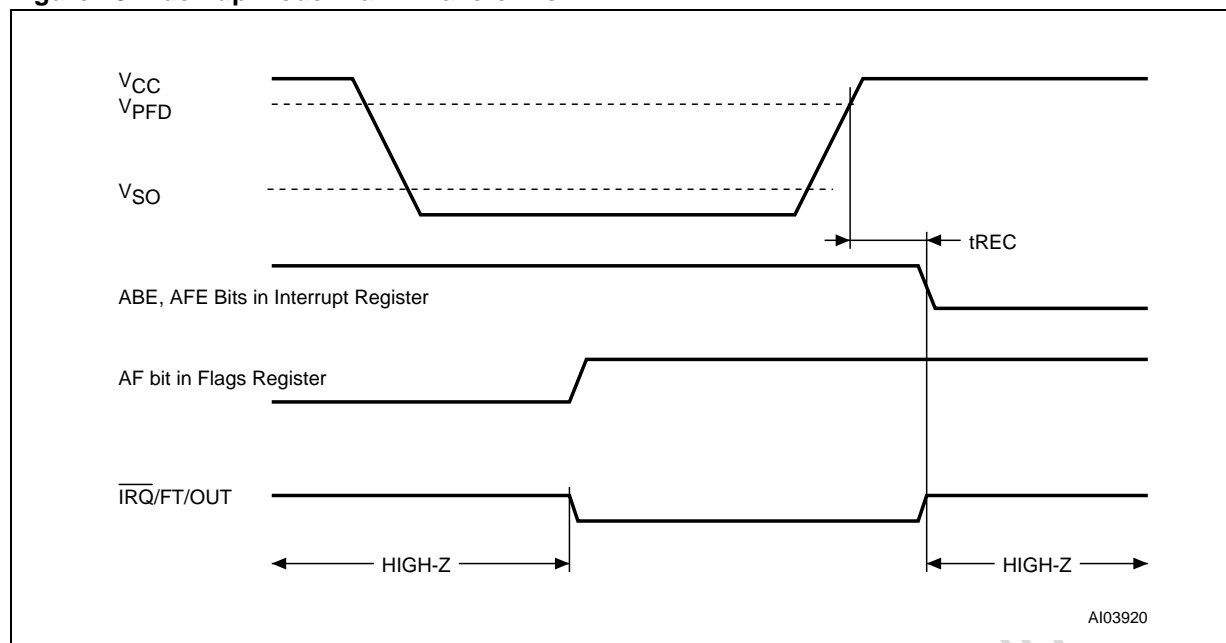 VCC
VPFD
VSO
tREC
ABE, AFE Bits in Interrupt Register
AF bit in Flags Register
IRQ/FT/OUT
HIGH-Z
HIGH-Z
AI03920